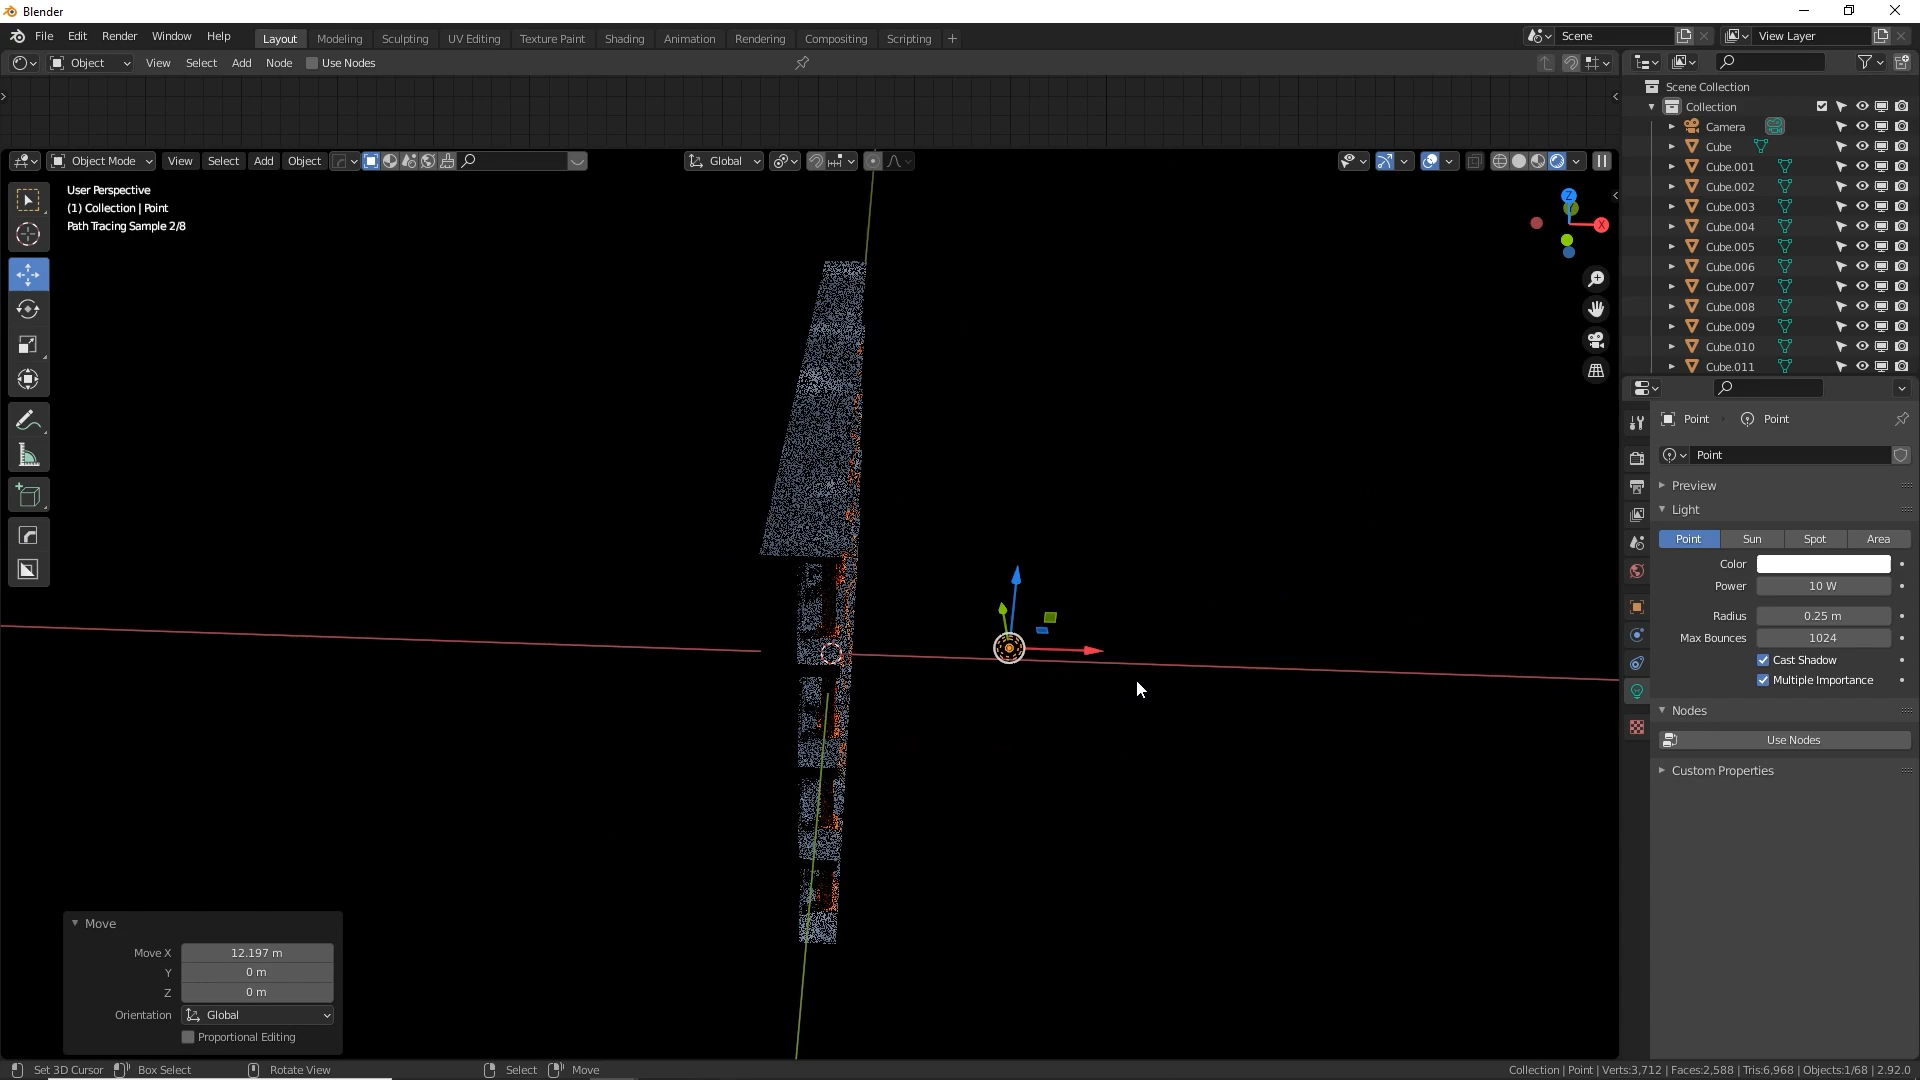 Blender
File Edit Render Window Help Layout Modeling Sculpting UV Editing Texture Paint Shading Animation Rendering Compositing Scripting + Scene View Layer
Object View Select Add Node Use Nodes
Scene Collection
Collection
Camera
Cube
Cube.001
Cube.002
Cube.003
Cube.004
Cube.005
Cube.006
Cube.007
Cube.008
Cube.009
Cube.010
Cube.011
Object Mode View Select Add Object Global
User Perspective
(1) Collection | Point
Path Tracing Sample 2/8
Z
X
Point Point
Point
Preview
Light
Point Sun Spot Area
Color
Power 10 W
Radius 0.25 m
Max Bounces 1024
Cast Shadow
Multiple Importance
Nodes
Use Nodes
Custom Properties
Move
Move X 12.197 m
Y 0 m
Z 0 m
Orientation Global
Proportional Editing
Set 3D Cursor Box Select Rotate View Select Move Collection | Point | Verts:3,712 | Faces:2,588 | Tris:6,968 | Objects:1/68 | 2.92.0